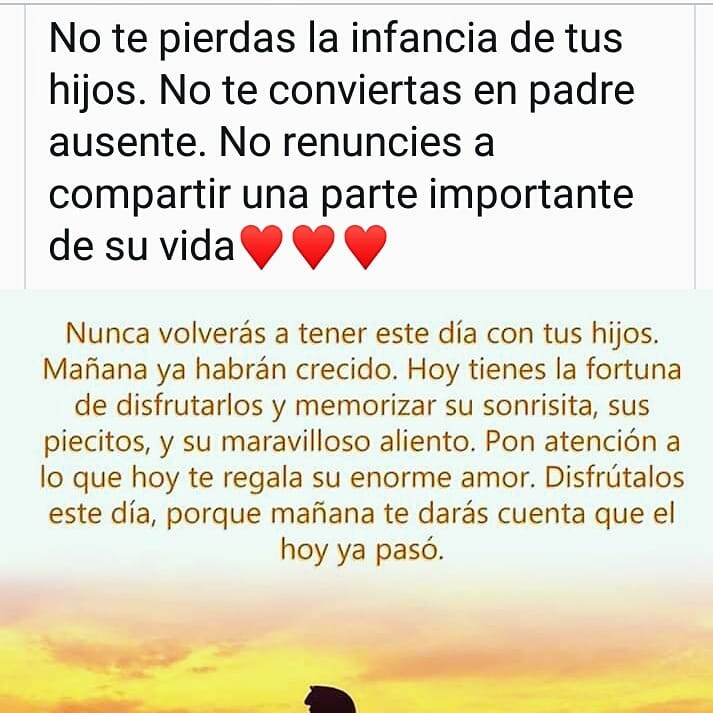 No te pierdas la infancia de tus
hijos. No te conviertas en padre
ausente. No renuncies a
compartir una parte importante
de su vida♥️♥️♥️
Nunca volverás a tener este día con tus hijos.
Mañana ya habrán crecido. Hoy tienes la fortuna
de disfrutarlos y memorizar su sonrisita, sus
piecitos, y su maravilloso aliento. Pon atención a
lo que hoy te regala su enorme amor. Disfrútalos
este día, porque mañana te darás cuenta que el
hoy ya pasó.